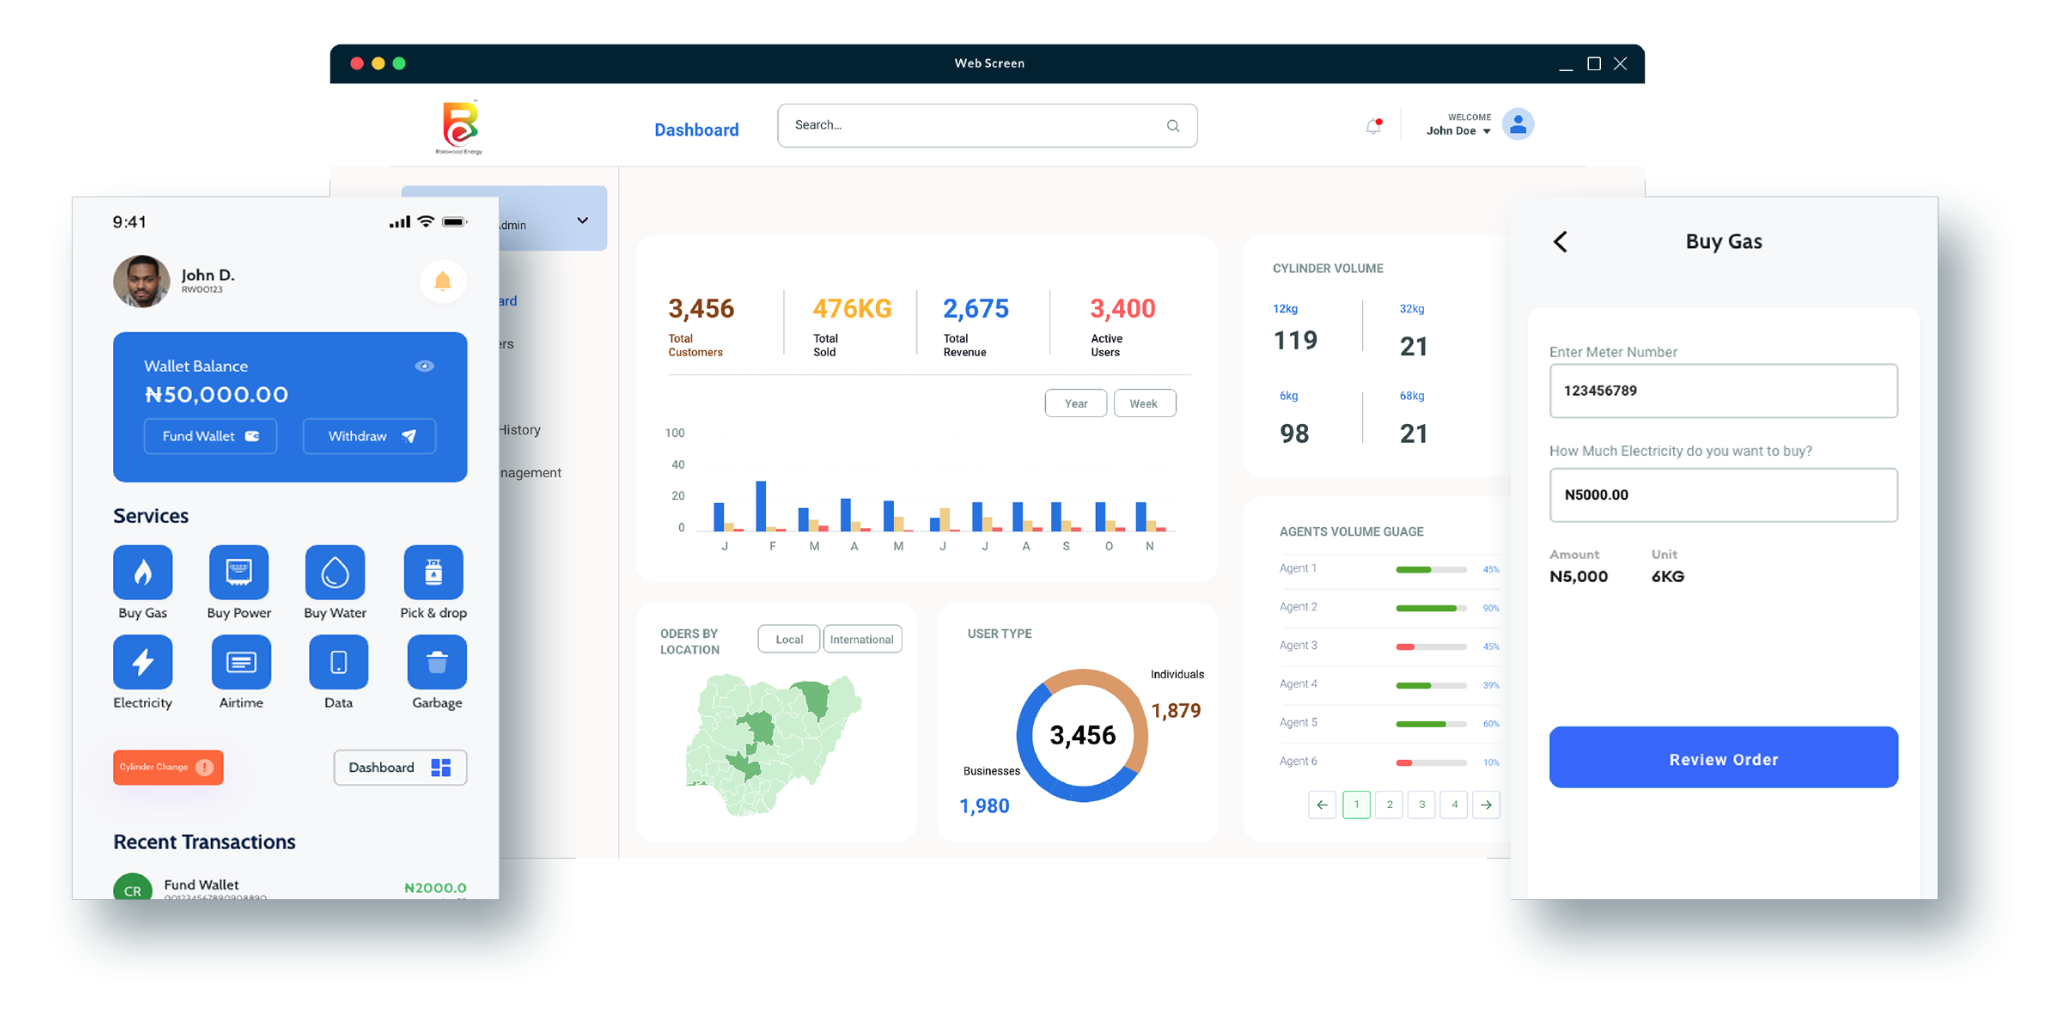 Web Screen
Rokswood Energy
Dashboard
Search...
WELCOME
John Doe
9:41
John D.
RW00123
Wallet Balance
₦50,000.00
Fund Wallet
Withdraw
Services
Buy Gas
Buy Power
Buy Water
Pick & drop
Electricity
Airtime
Data
Garbage
Cylinder Change
Dashboard
Recent Transactions
CR
Fund Wallet
₦2000.0
dmin
ard
ers
History
nagement
3,456
Total
Customers
476KG
Total
Sold
2,675
Total
Revenue
3,400
Active
Users
Year
Week
100
40
20
0
J F M A M J J A S O N
ODERS BY
LOCATION
Local
International
USER TYPE
Individuals
1,879
3,456
Businesses
1,980
CYLINDER VOLUME
12kg
119
32kg
21
6kg
98
68kg
21
AGENTS VOLUME GUAGE
Agent 1 45%
Agent 2 90%
Agent 3 45%
Agent 4 39%
Agent 5 60%
Agent 6 10%
1 2 3 4
Buy Gas
Enter Meter Number
123456789
How Much Electricity do you want to buy?
N5000.00
Amount
N5,000
Unit
6KG
Review Order